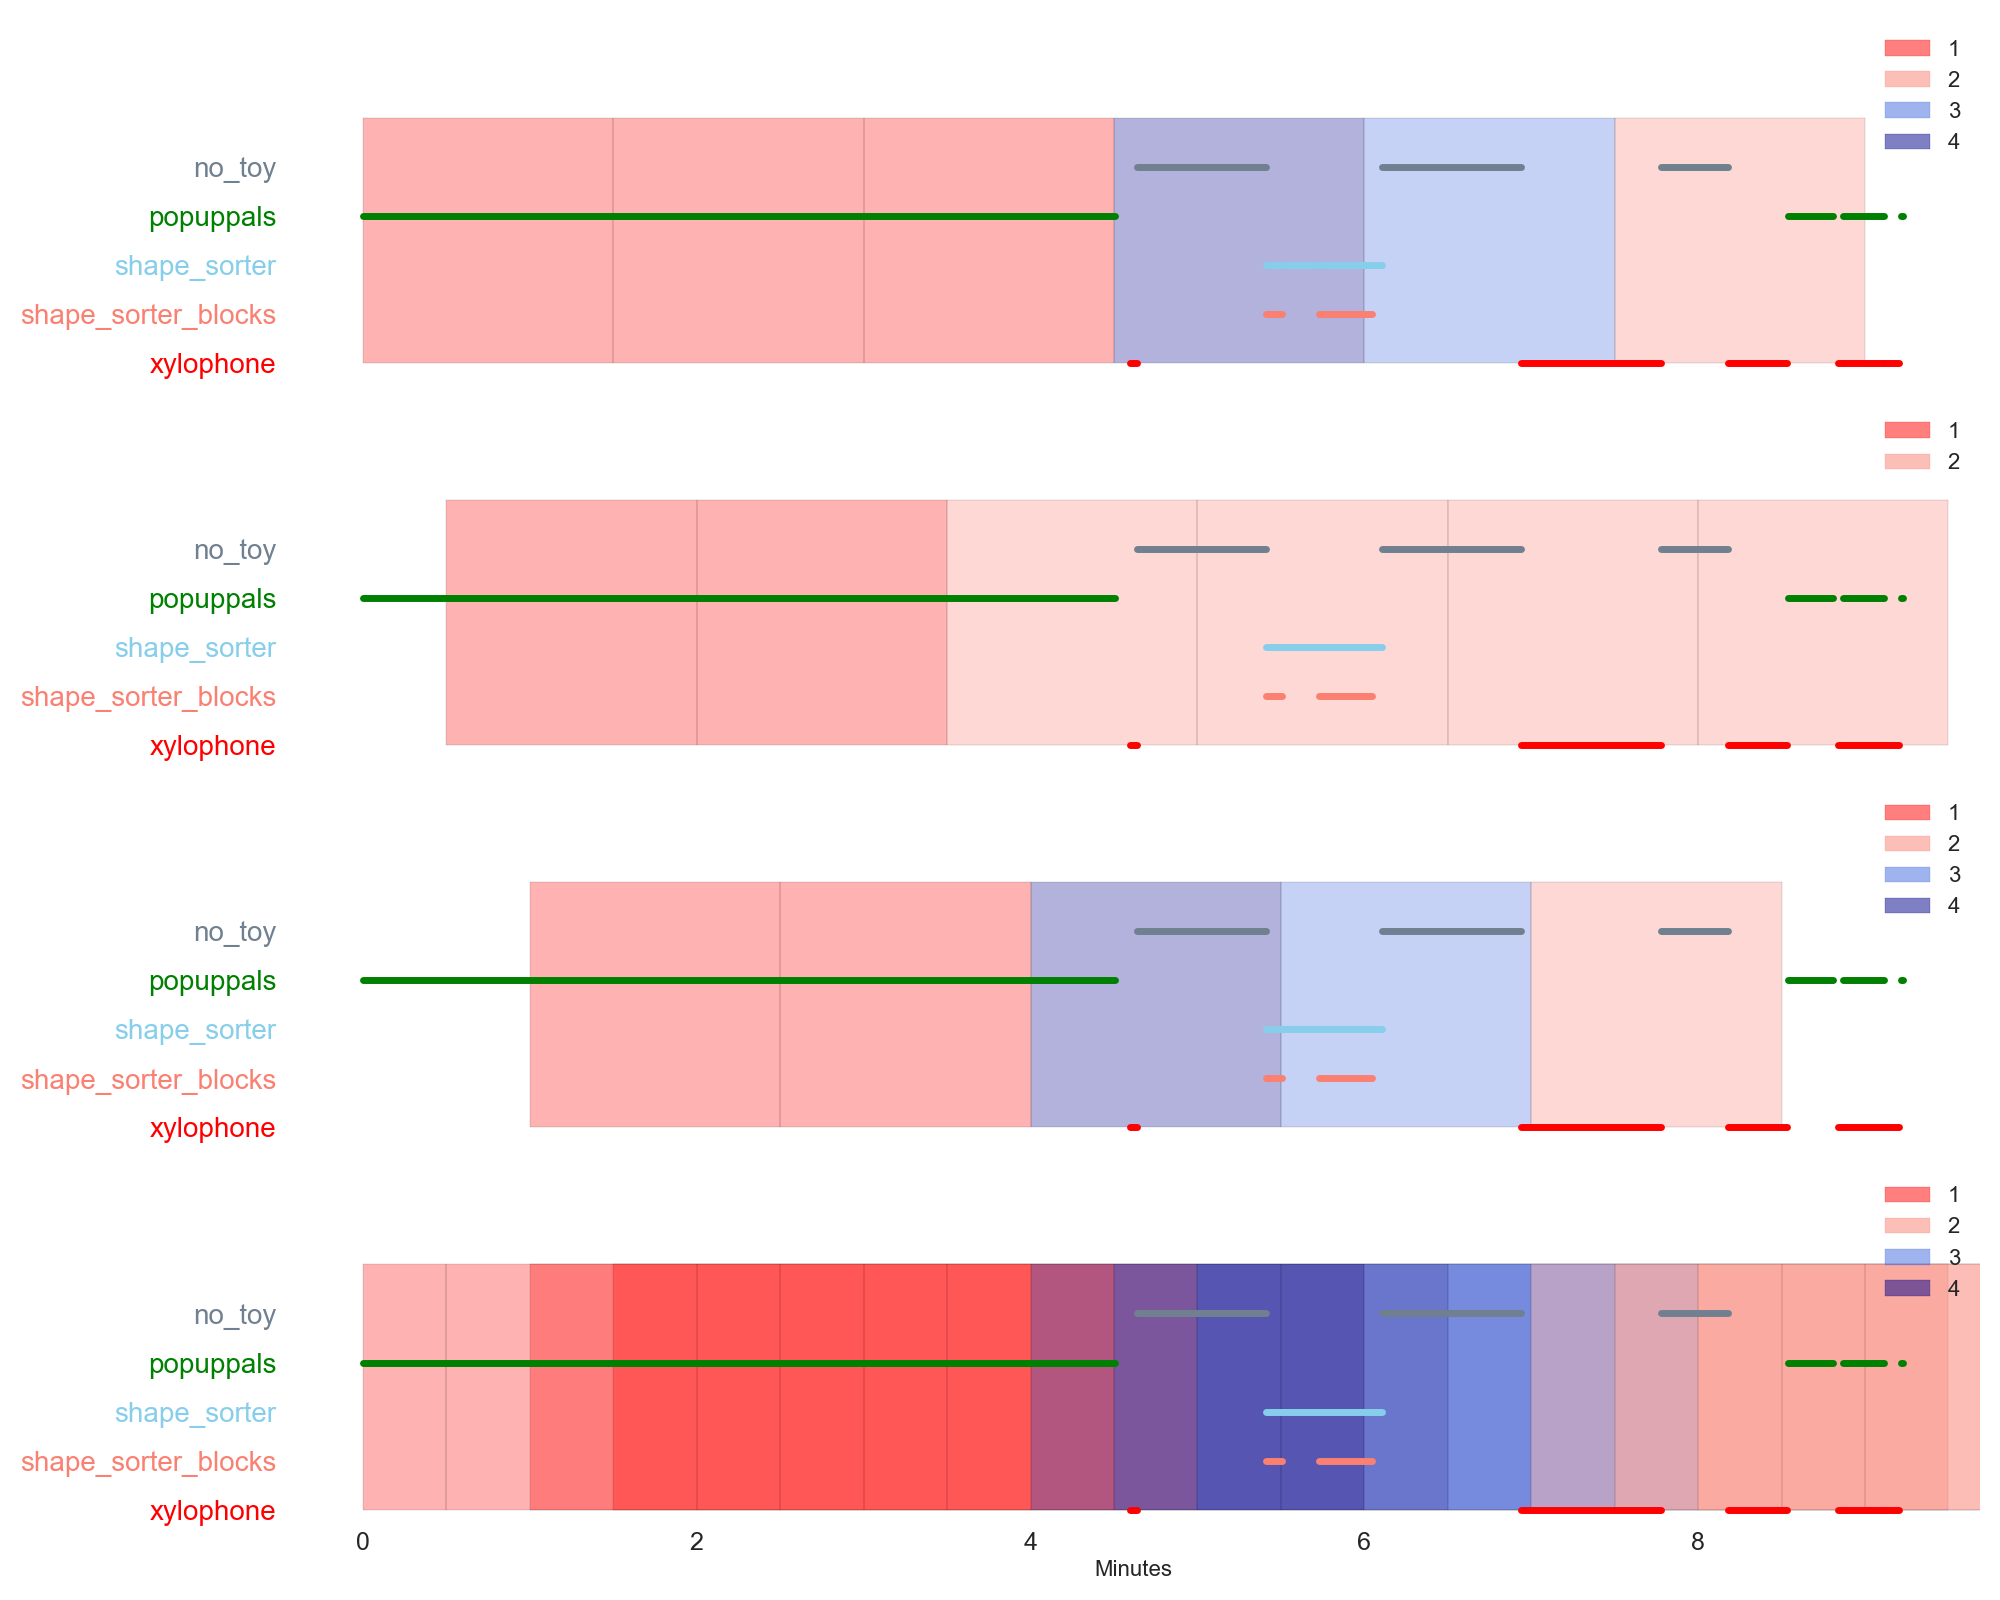 1
2
3
4
no_toy
popuppals
shape_sorter
shape_sorter_blocks
xylophone
1
2
no_toy
popuppals
shape_sorter
shape_sorter_blocks
xylophone
1
2
3
4
no_toy
popuppals
shape_sorter
shape_sorter_blocks
xylophone
1
2
3
4
no_toy
popuppals
shape_sorter
shape_sorter_blocks
xylophone
0 2 4 6 8
Minutes